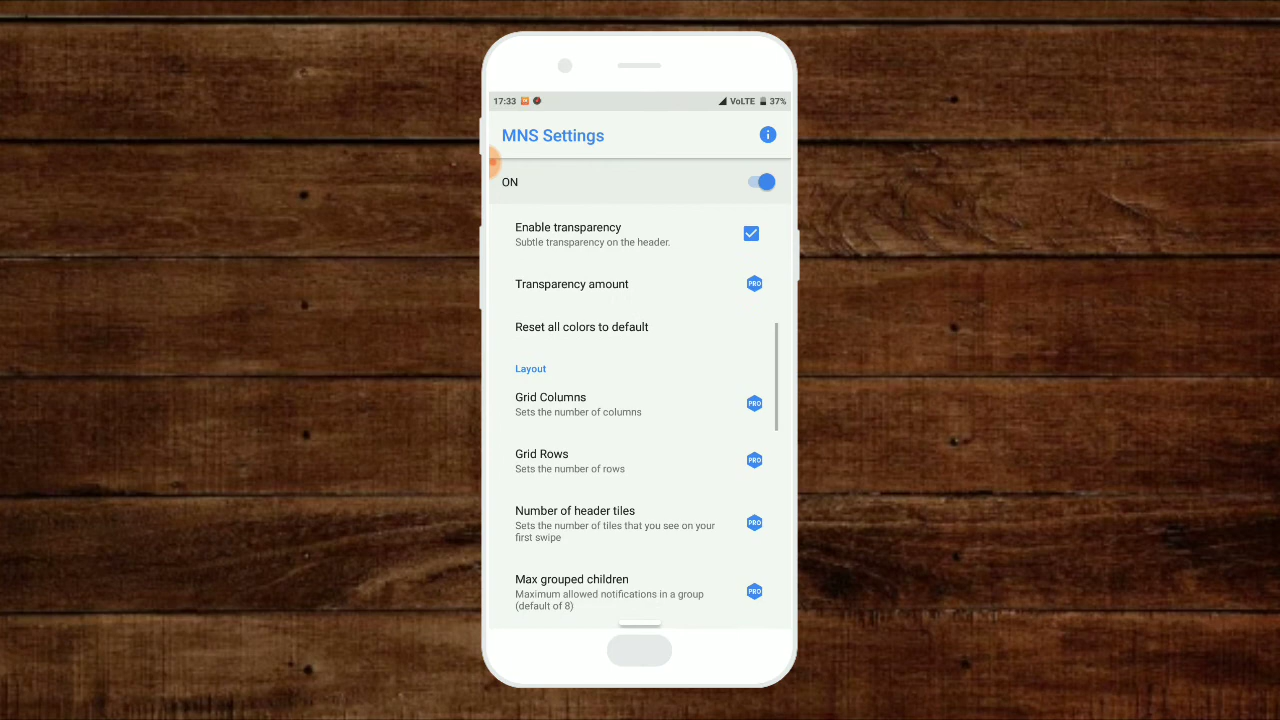 17:33 VoLTE 37%
MNS Settings
ON
Enable transparency
Subtle transparency on the header.
Transparency amount PRO
Reset all colors to default
Layout
Grid Columns
Sets the number of columns
PRO
Grid Rows
Sets the number of rows
PRO
Number of header tiles
Sets the number of tiles that you see on your
first swipe
PRO
Max grouped children
Maximum allowed notifications in a group
(default of 8)
PRO